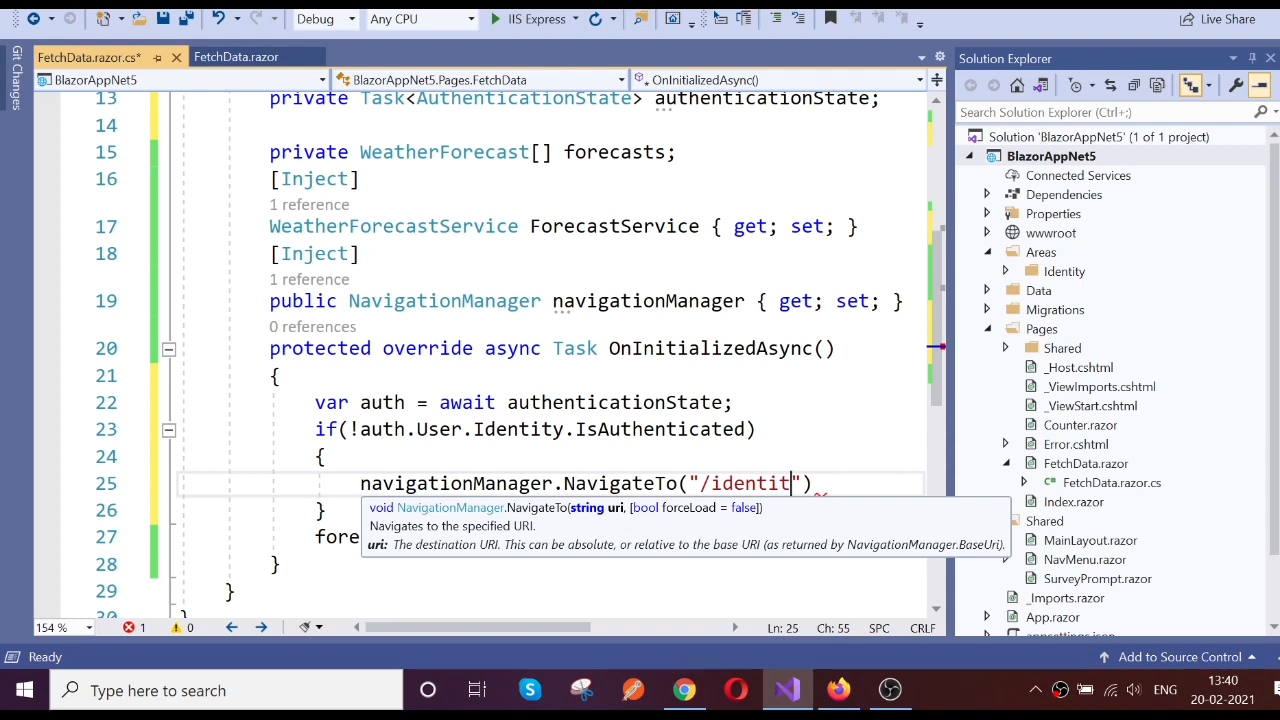 Debug
Any CPU
IIS Express
Live Share
Git Changes
FetchData.razor.cs*
FetchData.razor
BlazorAppNet5
BlazorAppNet5.Pages.FetchData
OnInitializedAsync()
13 private Task<AuthenticationState> authenticationState;
14
15 private WeatherForecast[] forecasts;
16 [Inject]
1 reference
17 WeatherForecastService ForecastService { get; set; }
18 [Inject]
1 reference
19 public NavigationManager navigationManager { get; set; }
0 references
20 protected override async Task OnInitializedAsync()
21 {
22 var auth = await authenticationState;
23 if(!auth.User.Identity.IsAuthenticated)
24 {
25 navigationManager.NavigateTo("/identit")
void NavigationManager.NavigateTo(string uri, [bool forceLoad = false])
26 }
Navigates to the specified URI.
27 fore
uri: The destination URI. This can be absolute, or relative to the base URI (as returned by NavigationManager.BaseUri).
28 }
29 }
30 }
154 %
1
0
Ln: 25
Ch: 55
SPC
CRLF
Solution Explorer
Search Solution Explorer (Ctrl+;)
Solution 'BlazorAppNet5' (1 of 1 project)
BlazorAppNet5
Connected Services
Dependencies
Properties
wwwroot
Areas
Identity
Data
Migrations
Pages
Shared
_Host.cshtml
_ViewImports.cshtml
_ViewStart.cshtml
Counter.razor
Error.cshtml
FetchData.razor
FetchData.razor.cs
Index.razor
Shared
MainLayout.razor
NavMenu.razor
SurveyPrompt.razor
_Imports.razor
App.razor
appsettings.json
Ready
Add to Source Control
Type here to search
ENG
13:40
20-02-2021